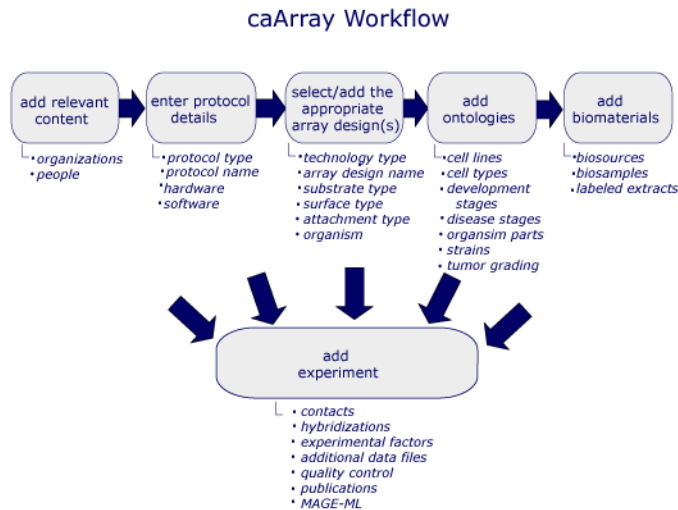 caArray Workflow
add relevant
content
• organizations
• people
enter protocol
details
• protocol type
• protocol name
• hardware
• software
select/add the
appropriate
array design(s)
• technology type
• array design name
• substrate type
• surface type
• attachment type
• organism
add
ontologies
• cell lines
• cell types
• development
stages
• disease stages
• organsim parts
• strains
• tumor grading
add
biomaterials
• biosources
• biosamples
• labeled extracts
add
experiment
• contacts
• hybridizations
• experimental factors
• additional data files
• quality control
• publications
• MAGE-ML